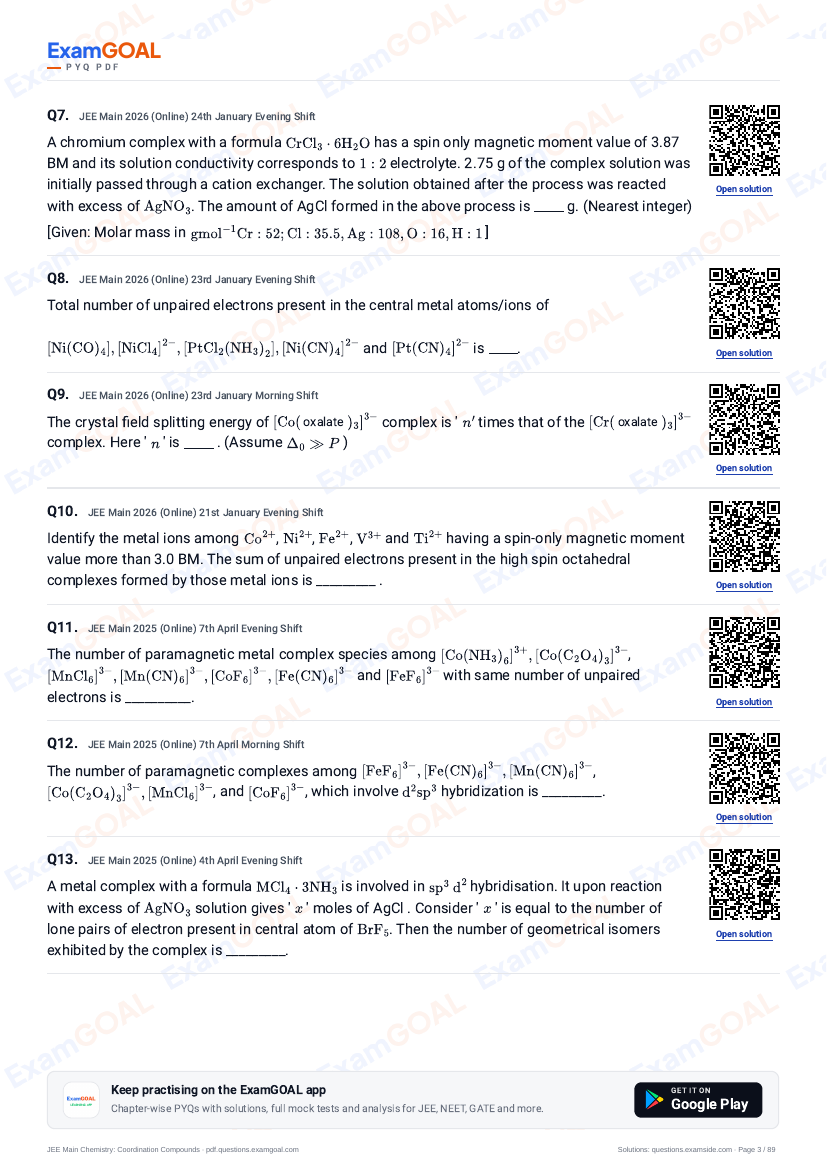 ExamGOAL
PYQ PDF
Q7. JEE Main 2026 (Online) 24th January Evening Shift
A chromium complex with a formula CrCl₃ · 6H₂O has a spin only magnetic moment value of 3.87
BM and its solution conductivity corresponds to 1 : 2 electrolyte. 2.75 g of the complex solution was
initially passed through a cation exchanger. The solution obtained after the process was reacted
with excess of AgNO₃. The amount of AgCl formed in the above process is ____ g. (Nearest integer)
[Given: Molar mass in gmol⁻¹Cr : 52; Cl : 35.5, Ag : 108, O : 16, H : 1 ]
Open solution
Q8. JEE Main 2026 (Online) 23rd January Evening Shift
Total number of unpaired electrons present in the central metal atoms/ions of
[Ni(CO)₄], [NiCl₄]²⁻, [PtCl₂(NH₃)₂], [Ni(CN)₄]²⁻ and [Pt(CN)₄]²⁻ is ____.
Open solution
Q9. JEE Main 2026 (Online) 23rd January Morning Shift
The crystal field splitting energy of [Co( oxalate )₃]³⁻ complex is ' n′ times that of the [Cr( oxalate )₃]³⁻
complex. Here ' n ' is ____ . (Assume Δ₀ ≫ P )
Open solution
Q10. JEE Main 2026 (Online) 21st January Evening Shift
Identify the metal ions among Co²⁺, Ni²⁺, Fe²⁺, V³⁺ and Ti²⁺ having a spin-only magnetic moment
value more than 3.0 BM. The sum of unpaired electrons present in the high spin octahedral
complexes formed by those metal ions is ________ .
Open solution
Q11. JEE Main 2025 (Online) 7th April Evening Shift
The number of paramagnetic metal complex species among [Co(NH₃)₆]³⁺, [Co(C₂O₄)₃]³⁻,
[MnCl₆]³⁻, [Mn(CN)₆]³⁻, [CoF₆]³⁻, [Fe(CN)₆]³⁻ and [FeF₆]³⁻ with same number of unpaired
electrons is _________.
Open solution
Q12. JEE Main 2025 (Online) 7th April Morning Shift
The number of paramagnetic complexes among [FeF₆]³⁻, [Fe(CN)₆]³⁻, [Mn(CN)₆]³⁻,
[Co(C₂O₄)₃]³⁻, [MnCl₆]³⁻, and [CoF₆]³⁻, which involve d²sp³ hybridization is ________.
Open solution
Q13. JEE Main 2025 (Online) 4th April Evening Shift
A metal complex with a formula MCl₄ · 3NH₃ is involved in sp³ d² hybridisation. It upon reaction
with excess of AgNO₃ solution gives ' x ' moles of AgCl . Consider ' x ' is equal to the number of
lone pairs of electron present in central atom of BrF₅. Then the number of geometrical isomers
exhibited by the complex is ________.
Open solution
ExamGOAL
Keep practising on the ExamGOAL app
Chapter-wise PYQs with solutions, full mock tests and analysis for JEE, NEET, GATE and more.
GET IT ON
Google Play
JEE Main Chemistry: Coordination Compounds · pdf.questions.examgoal.com
Solutions: questions.examside.com · Page 3 / 89